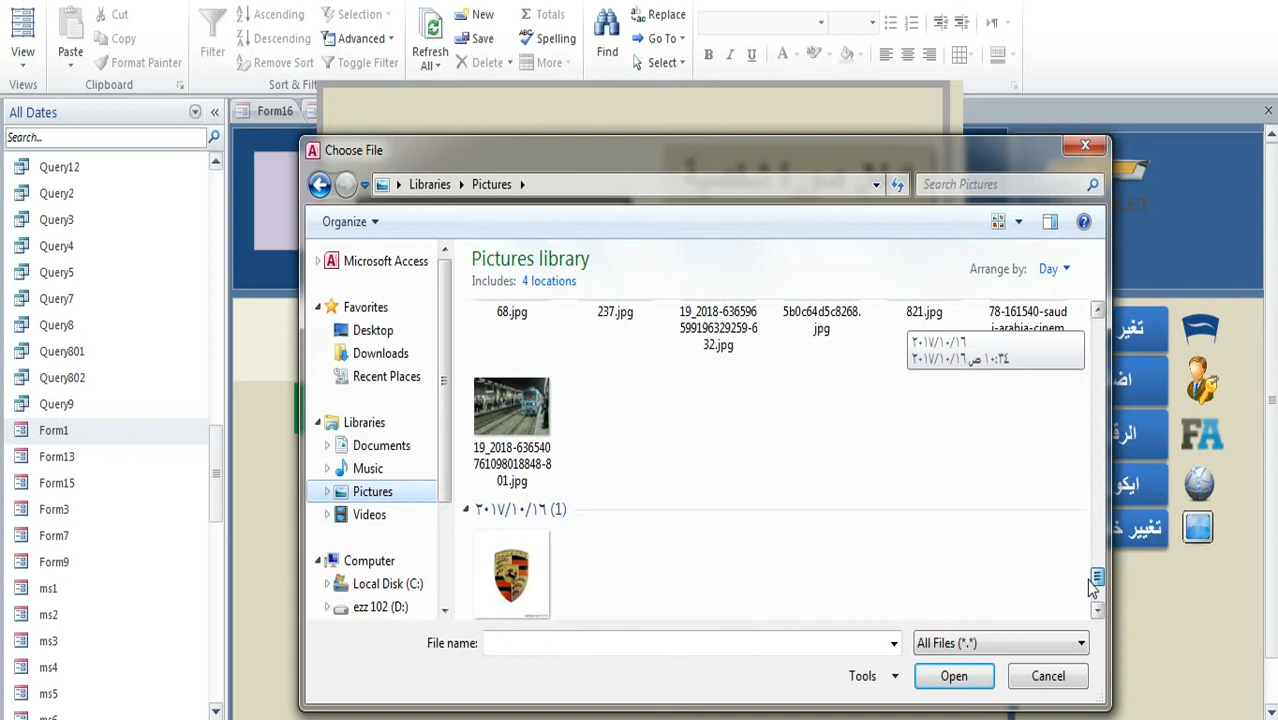 View
Views
Paste
Cut
Copy
Format Painter
Clipboard
Filter
Ascending
Descending
Remove Sort
Selection
Advanced
Toggle Filter
Sort & Fil
Refresh
All
New
Save
Delete
Totals
Spelling
More
Find
Replace
Go To
Select
B I U A
All Dates
Search...
Query12
Query2
Query3
Query4
Query5
Query7
Query8
Query801
Query802
Query9
Form1
Form13
Form15
Form3
Form7
Form9
ms1
ms2
ms3
ms4
ms5
Form16
Choose File
Libraries
Pictures
Search Pictures
Organize
Microsoft Access
Favorites
Desktop
Downloads
Recent Places
Libraries
Documents
Music
Pictures
Videos
Computer
Local Disk (C:)
ezz 102 (D:)
Pictures library
Includes: 4 locations
Arrange by: Day
68.jpg
237.jpg
19_2018-636596
599196329259-6
32.jpg
5b0c64d5c8268.
jpg
821.jpg
78-161540-saud
i-arabia-cinem
٢٠١٧/١٠/١٦
٢٠١٧/١٠/١٦ ١٠:٣٤ ص
19_2018-636540
761098018848-8
01.jpg
٢٠١٧/١٠/١٦ (1)
File name:
All Files (*.*)
Tools
Open
Cancel
تغير
اض
الرق
FA
ايكو
تغيير خ